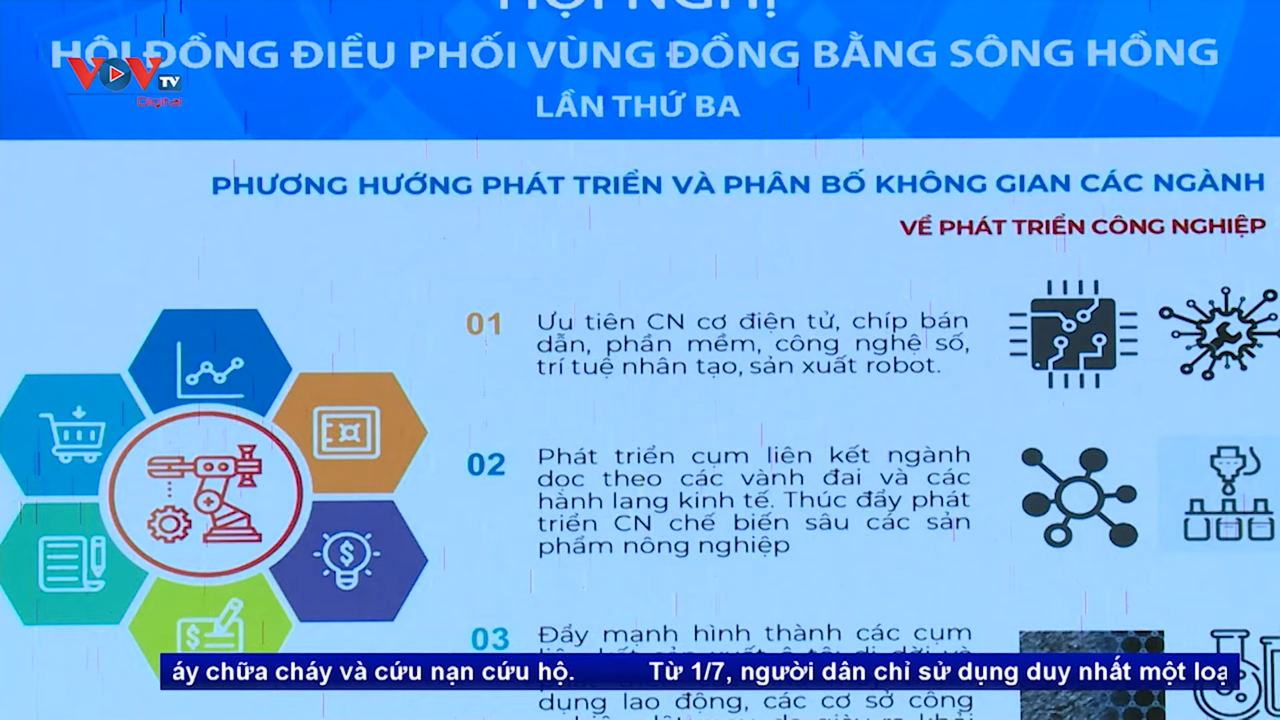 HỘI NGHỊ
HỘI ĐỒNG ĐIỀU PHỐI VÙNG ĐỒNG BẰNG SÔNG HỒNG
VOV TV
Digital
LẦN THỨ BA
PHƯƠNG HƯỚNG PHÁT TRIỂN VÀ PHÂN BỐ KHÔNG GIAN CÁC NGÀNH
VỀ PHÁT TRIỂN CÔNG NGHIỆP
01
Ưu tiên CN cơ điện tử, chíp bán
dẫn, phần mềm, công nghệ số,
trí tuệ nhân tạo, sản xuất robot.
02
Phát triển cụm liên kết ngành
dọc theo các vành đai và các
hành lang kinh tế. Thúc đẩy phát
triển CN chế biến sâu các sản
phẩm nông nghiệp
03
Đẩy mạnh hình thành các cụm
áy chữa cháy và cứu nạn cứu hộ. Từ 1/7, người dân chỉ sử dụng duy nhất một loạ
dụng lao động, các cơ sở công